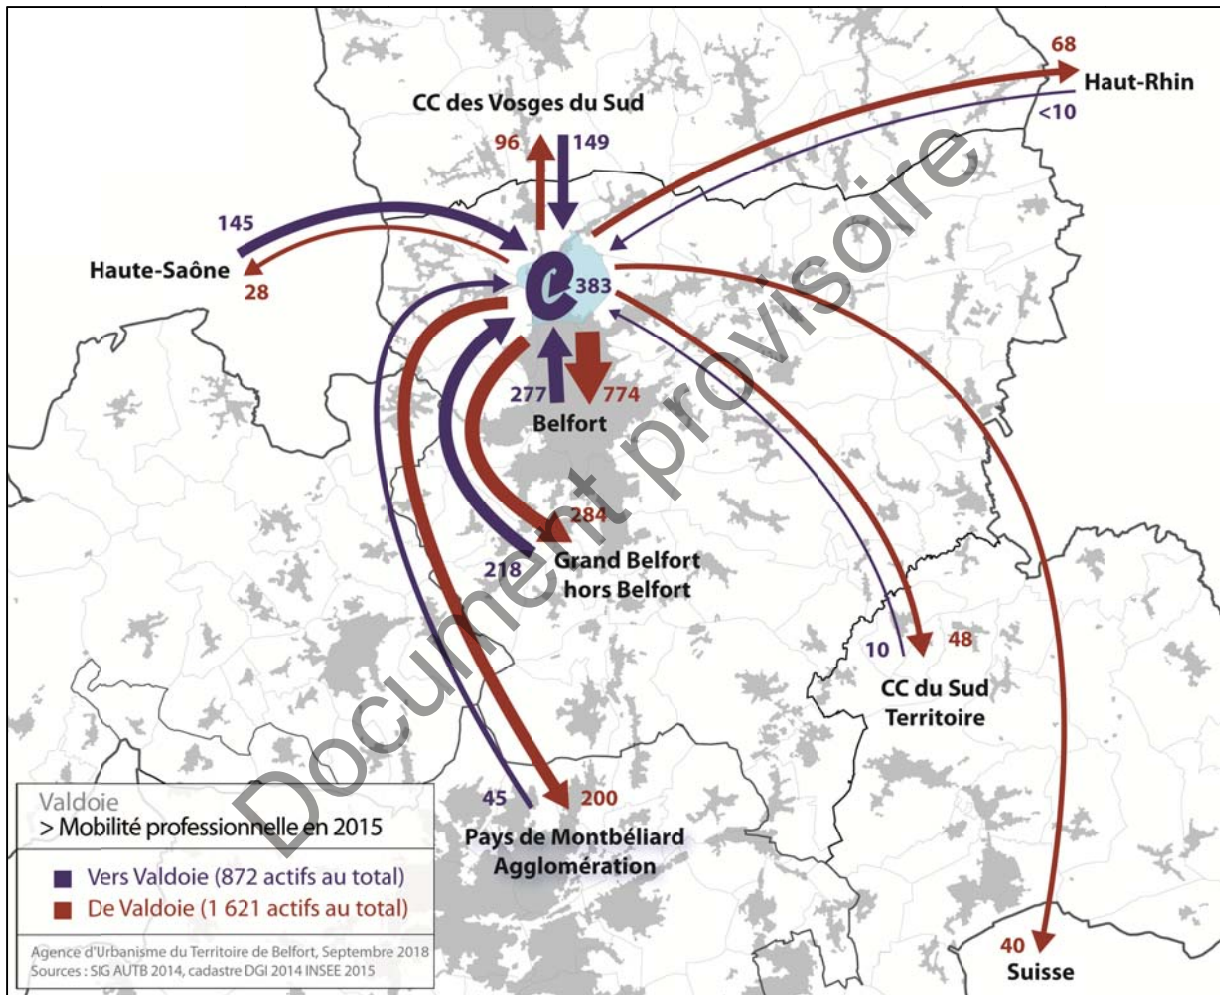 68
Haut-Rhin
<10
CC des Vosges du Sud
96
149
145
Haute-Saône
28
383
277
774
Belfort
284
218
Grand Belfort
hors Belfort
10
48
CC du Sud
Territoire
45
200
Pays de Montbéliard
Agglomération
40
Suisse
Document provisoire
Valdoie
> Mobilité professionnelle en 2015
Vers Valdoie (872 actifs au total)
De Valdoie (1 621 actifs au total)
Agence d'Urbanisme du Territoire de Belfort, Septembre 2018
Sources : SIG AUTB 2014, cadastre DGI 2014 INSEE 2015